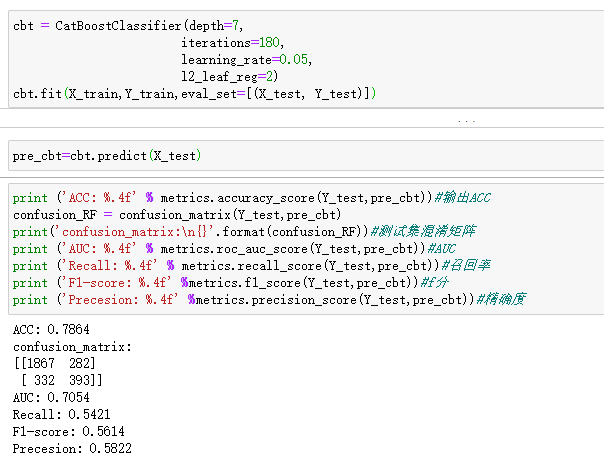 cbt = CatBoostClassifier(depth=7,
iterations=180,
learning_rate=0.05,
l2_leaf_reg=2)
cbt.fit(X_train,Y_train,eval_set=[(X_test, Y_test)])
...
pre_cbt=cbt.predict(X_test)
print ('ACC: %.4f' % metrics.accuracy_score(Y_test,pre_cbt))#输出ACC
confusion_RF = confusion_matrix(Y_test,pre_cbt)
print('confusion_matrix:\n{}'.format(confusion_RF))#测试集混淆矩阵
print ('AUC: %.4f' % metrics.roc_auc_score(Y_test,pre_cbt))#AUC
print ('Recall: %.4f' % metrics.recall_score(Y_test,pre_cbt))#召回率
print ('F1-score: %.4f' %metrics.f1_score(Y_test,pre_cbt))#f分
print ('Precesion: %.4f' %metrics.precision_score(Y_test,pre_cbt))#精确度
ACC: 0.7864
confusion_matrix:
[[1867 282]
[ 332 393]]
AUC: 0.7054
Recall: 0.5421
F1-score: 0.5614
Precesion: 0.5822